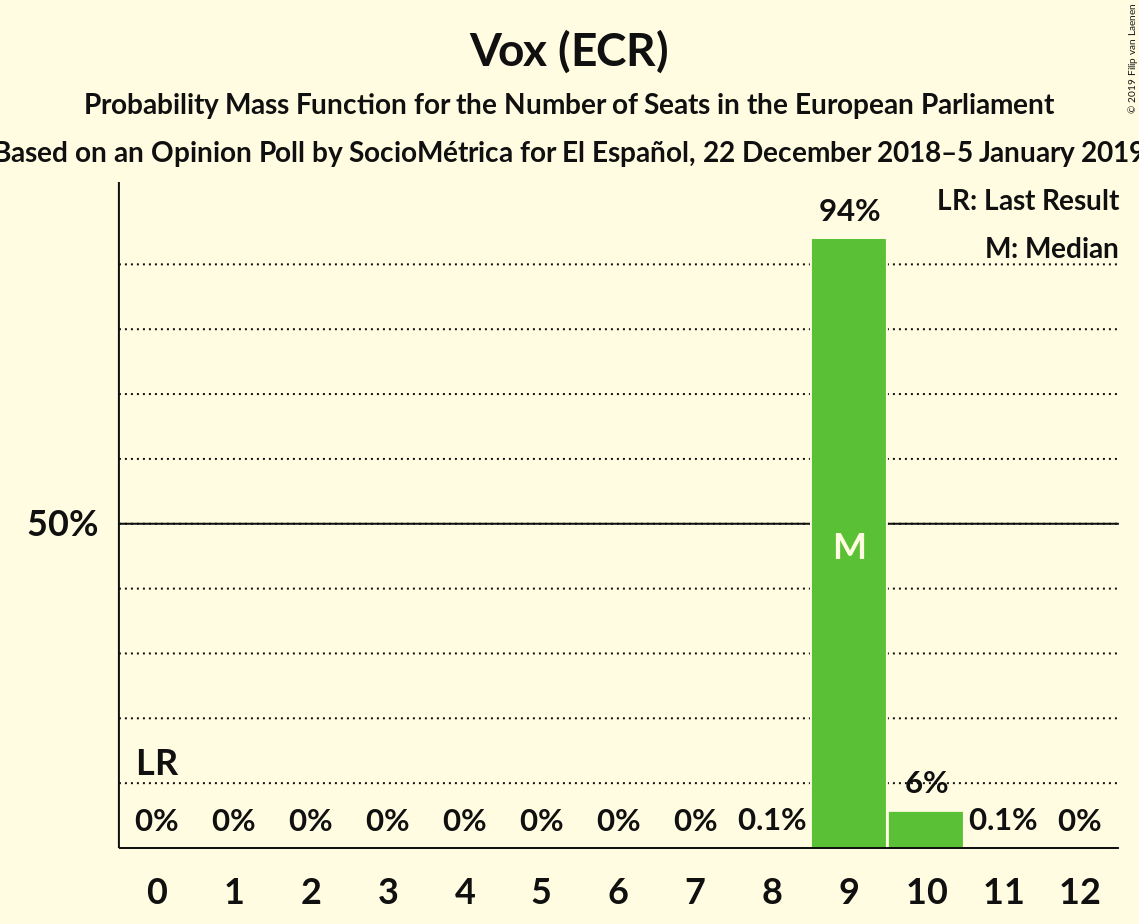 Vox (ECR)
Probability Mass Function for the Number of Seats in the European Parliament
Based on an Opinion Poll by SocioMétrica for El Español, 22 December 2018–5 January 2019
© 2019 Filip van Laenen
LR: Last Result
M: Median
94%
50%
M
LR
6%
0% 0% 0% 0% 0% 0% 0% 0% 0.1% 0.1% 0%
0 1 2 3 4 5 6 7 8 9 10 11 12